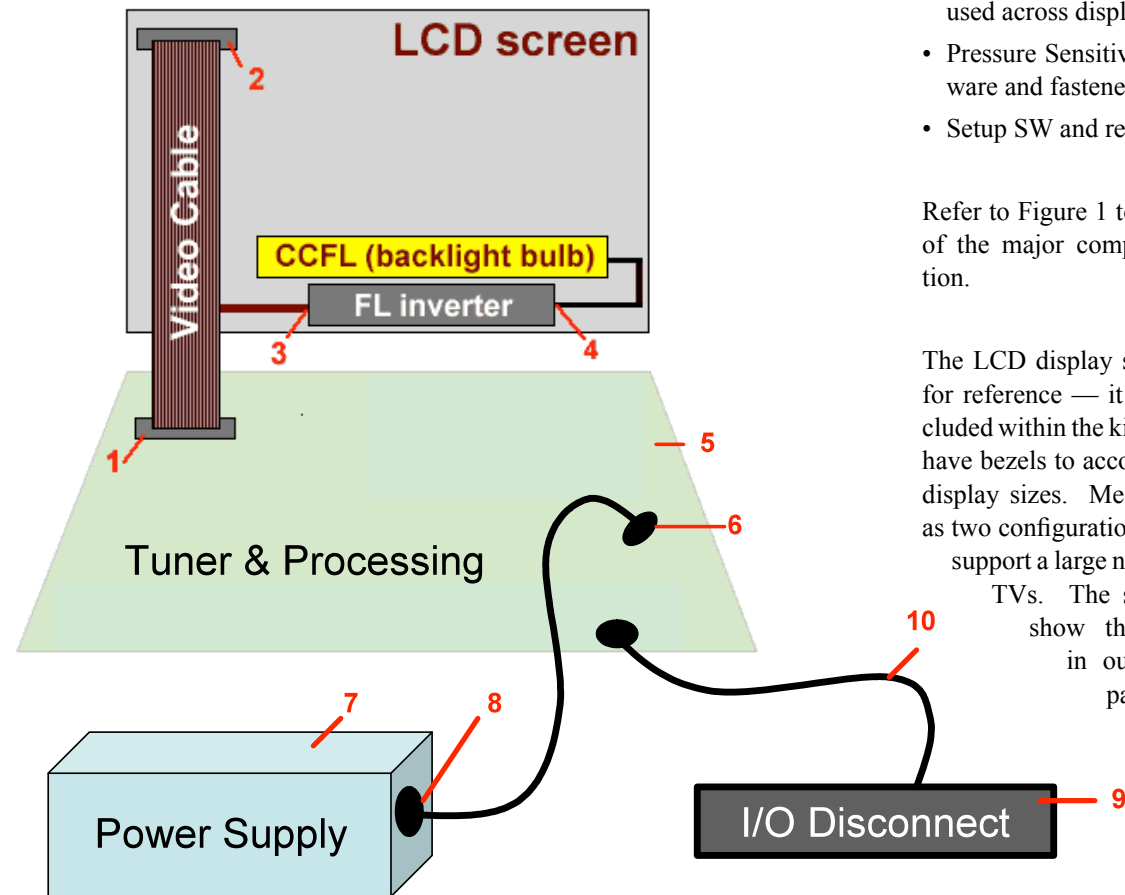 LCD screen
2
Video Cable
CCFL (backlight bulb)
FL inverter
3
4
1
5
6
Tuner & Processing
10
7
8
Power Supply
I/O Disconnect
9
used across displ
• Pressure Sensitiv
ware and fastene
• Setup SW and re
Refer to Figure 1 to
of the major comp
tion.
The LCD display s
for reference — it
cluded within the ki
have bezels to acco
display sizes. Me
as two configuratio
support a large n
TVs. The s
show th
in ou
pa